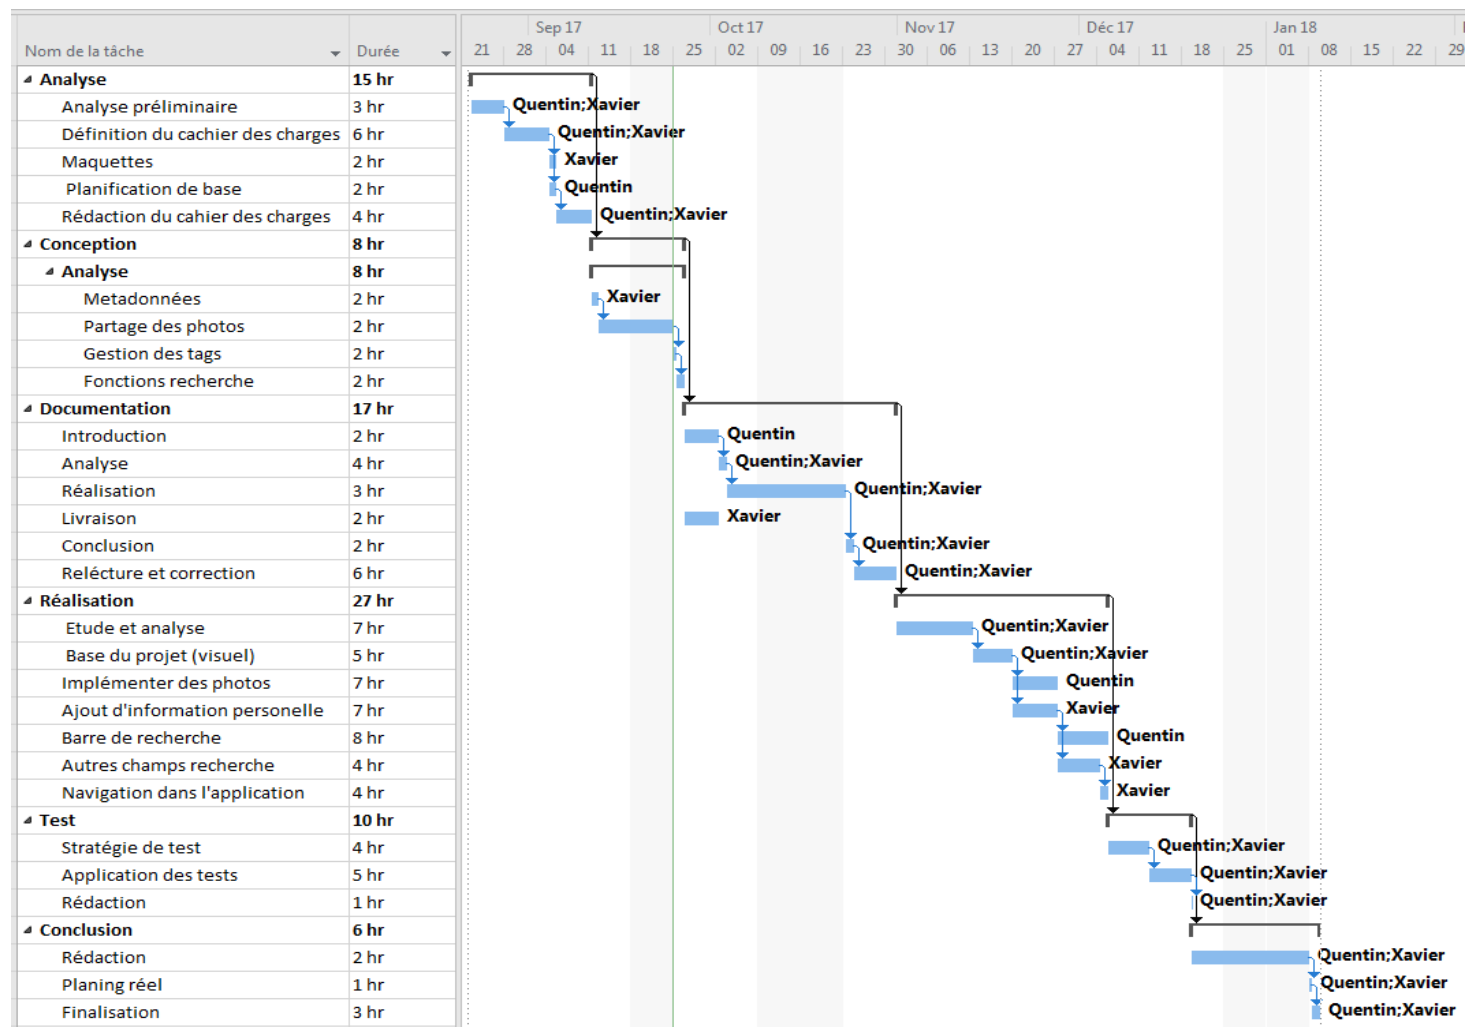 Sep 17 Oct 17 Nov 17 Déc 17 Jan 18
Nom de la tâche Durée 21 28 04 11 18 25 02 09 16 23 30 06 13 20 27 04 11 18 25 01 08 15 22 29
Analyse 15 hr
Analyse préliminaire 3 hr Quentin;Xavier
Définition du cachier des charges 6 hr Quentin;Xavier
Maquettes 2 hr Xavier
Planification de base 2 hr Quentin
Rédaction du cahier des charges 4 hr Quentin;Xavier
Conception 8 hr
Analyse 8 hr
Metadonnées 2 hr Xavier
Partage des photos 2 hr
Gestion des tags 2 hr
Fonctions recherche 2 hr
Documentation 17 hr
Introduction 2 hr Quentin
Analyse 4 hr Quentin;Xavier
Réalisation 3 hr Quentin;Xavier
Livraison 2 hr Xavier
Conclusion 2 hr Quentin;Xavier
Relécture et correction 6 hr Quentin;Xavier
Réalisation 27 hr
Etude et analyse 7 hr Quentin;Xavier
Base du projet (visuel) 5 hr Quentin;Xavier
Implémenter des photos 7 hr Quentin
Ajout d'information personelle 7 hr Xavier
Barre de recherche 8 hr Quentin
Autres champs recherche 4 hr Xavier
Navigation dans l'application 4 hr Xavier
Test 10 hr
Stratégie de test 4 hr Quentin;Xavier
Application des tests 5 hr Quentin;Xavier
Rédaction 1 hr Quentin;Xavier
Conclusion 6 hr
Rédaction 2 hr Quentin;Xavier
Planing réel 1 hr Quentin;Xavier
Finalisation 3 hr Quentin;Xavier